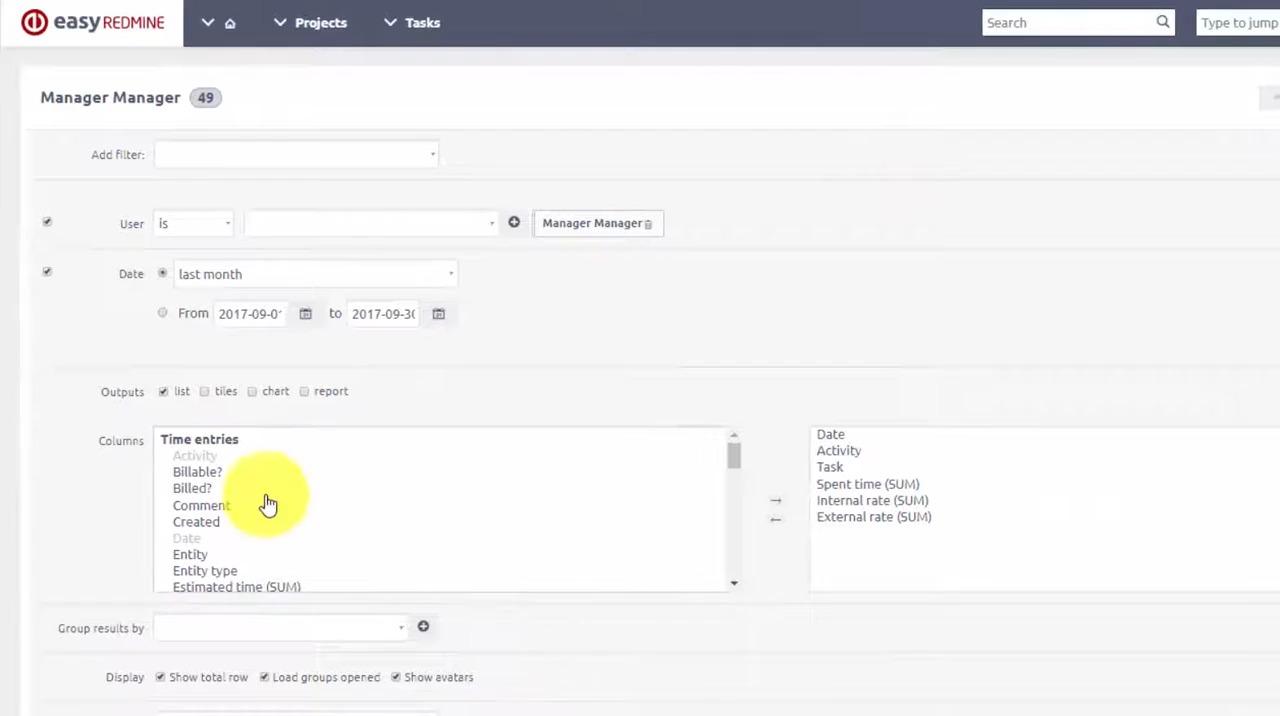 easy REDMINE Projects Tasks Search Type to jump
Manager Manager 49
Add filter:
User is Manager Manager
Date last month
From 2017-09-0 to 2017-09-30
Outputs list tiles chart report
Columns
Time entries
Activity
Billable?
Billed?
Comment
Created
Date
Entity
Entity type
Estimated time (SUM)
Date
Activity
Task
Spent time (SUM)
Internal rate (SUM)
External rate (SUM)
Group results by
Display Show total row Load groups opened Show avatars